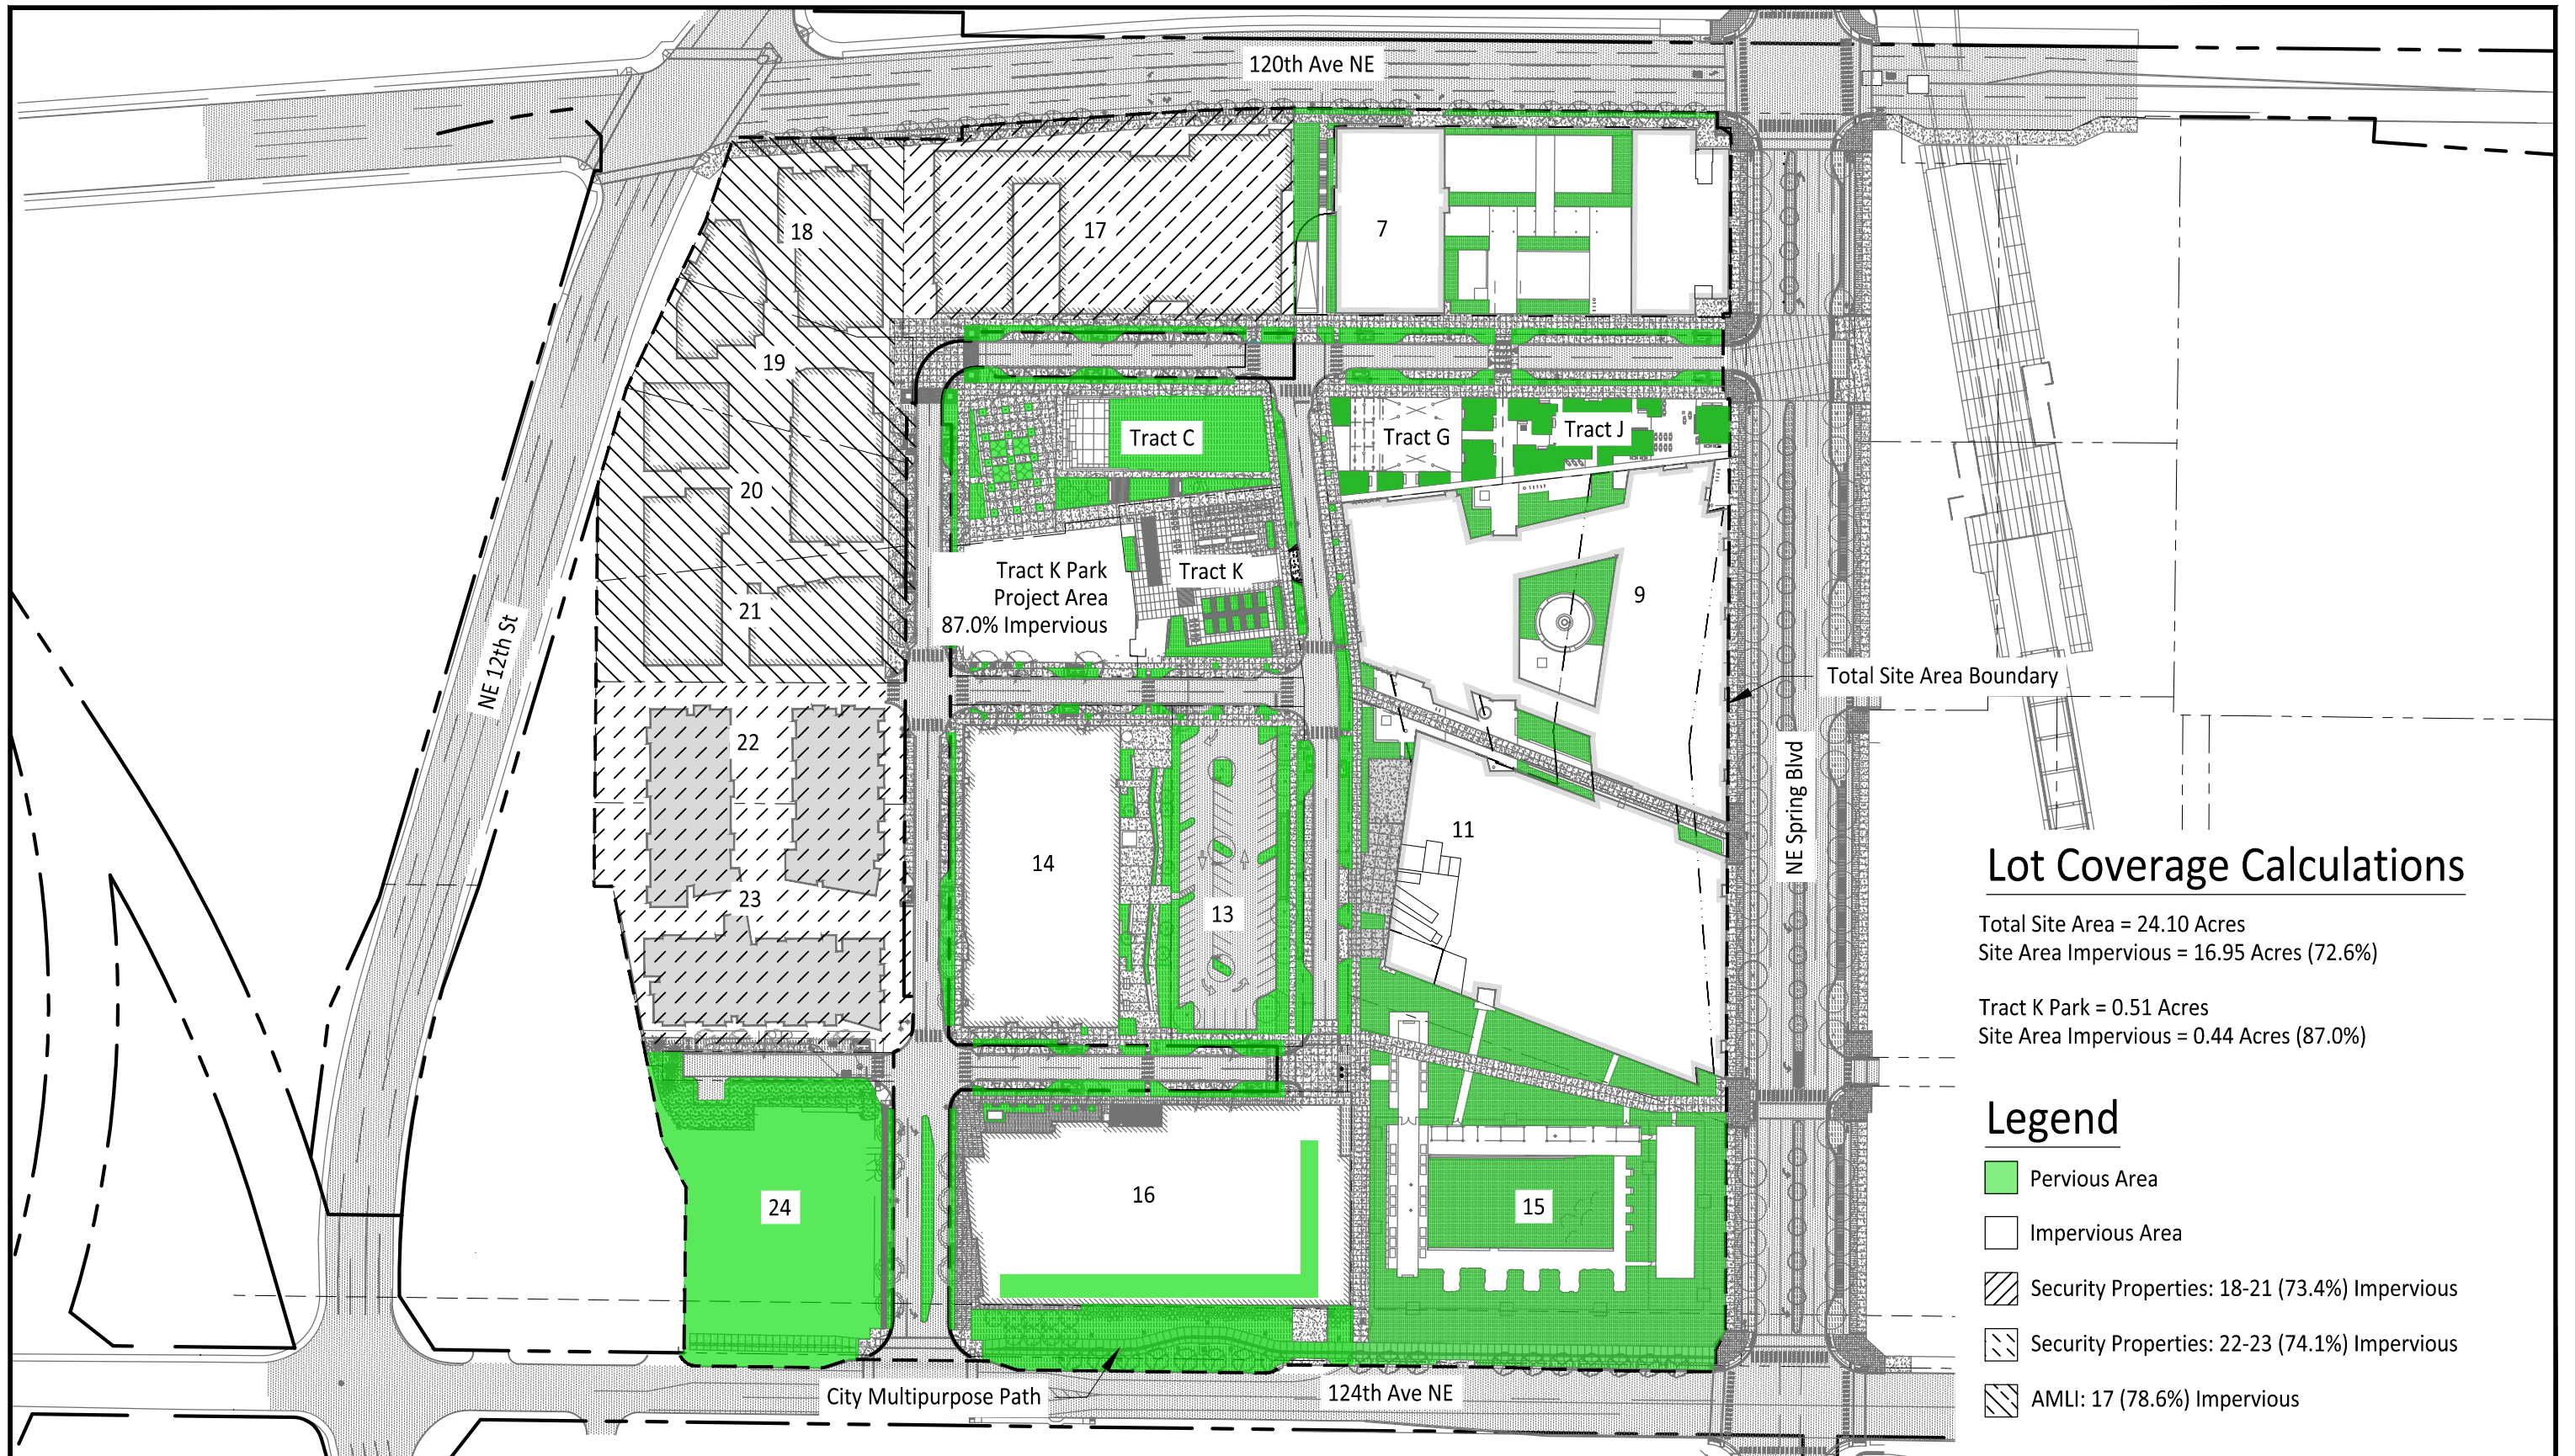 120th Ave NE
18
17
7
19
Tract C
Tract G
Tract J
20
Tract K Park
Project Area
87.0% Impervious
Tract K
9
21
NE 12th St
Total Site Area Boundary
22
NE Spring Blvd
11
14
13
23
24
16
15
City Multipurpose Path
124th Ave NE
Lot Coverage Calculations
Total Site Area = 24.10 Acres
Site Area Impervious = 16.95 Acres (72.6%)
Tract K Park = 0.51 Acres
Site Area Impervious = 0.44 Acres (87.0%)
Legend
Pervious Area
Impervious Area
Security Properties: 18-21 (73.4%) Impervious
Security Properties: 22-23 (74.1%) Impervious
AMLI: 17 (78.6%) Impervious